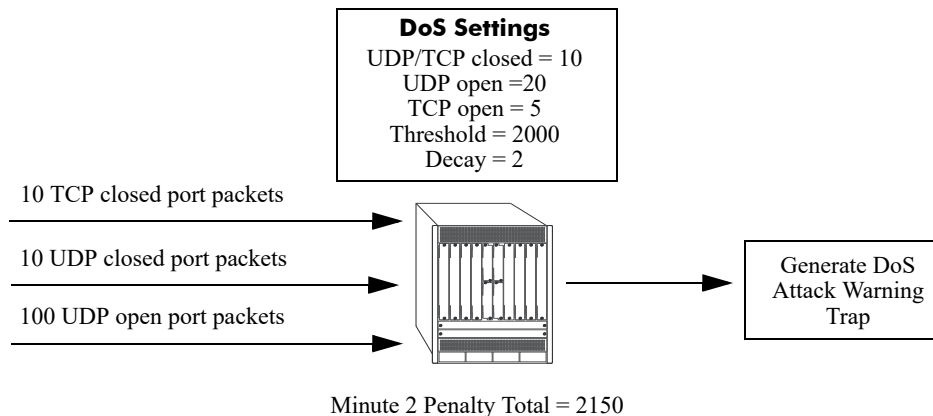 DoS Settings
UDP/TCP closed = 10
UDP open =20
TCP open = 5
Threshold = 2000
Decay = 2
10 TCP closed port packets
10 UDP closed port packets
100 UDP open port packets
Generate DoS
Attack Warning
Trap
Minute 2 Penalty Total = 2150